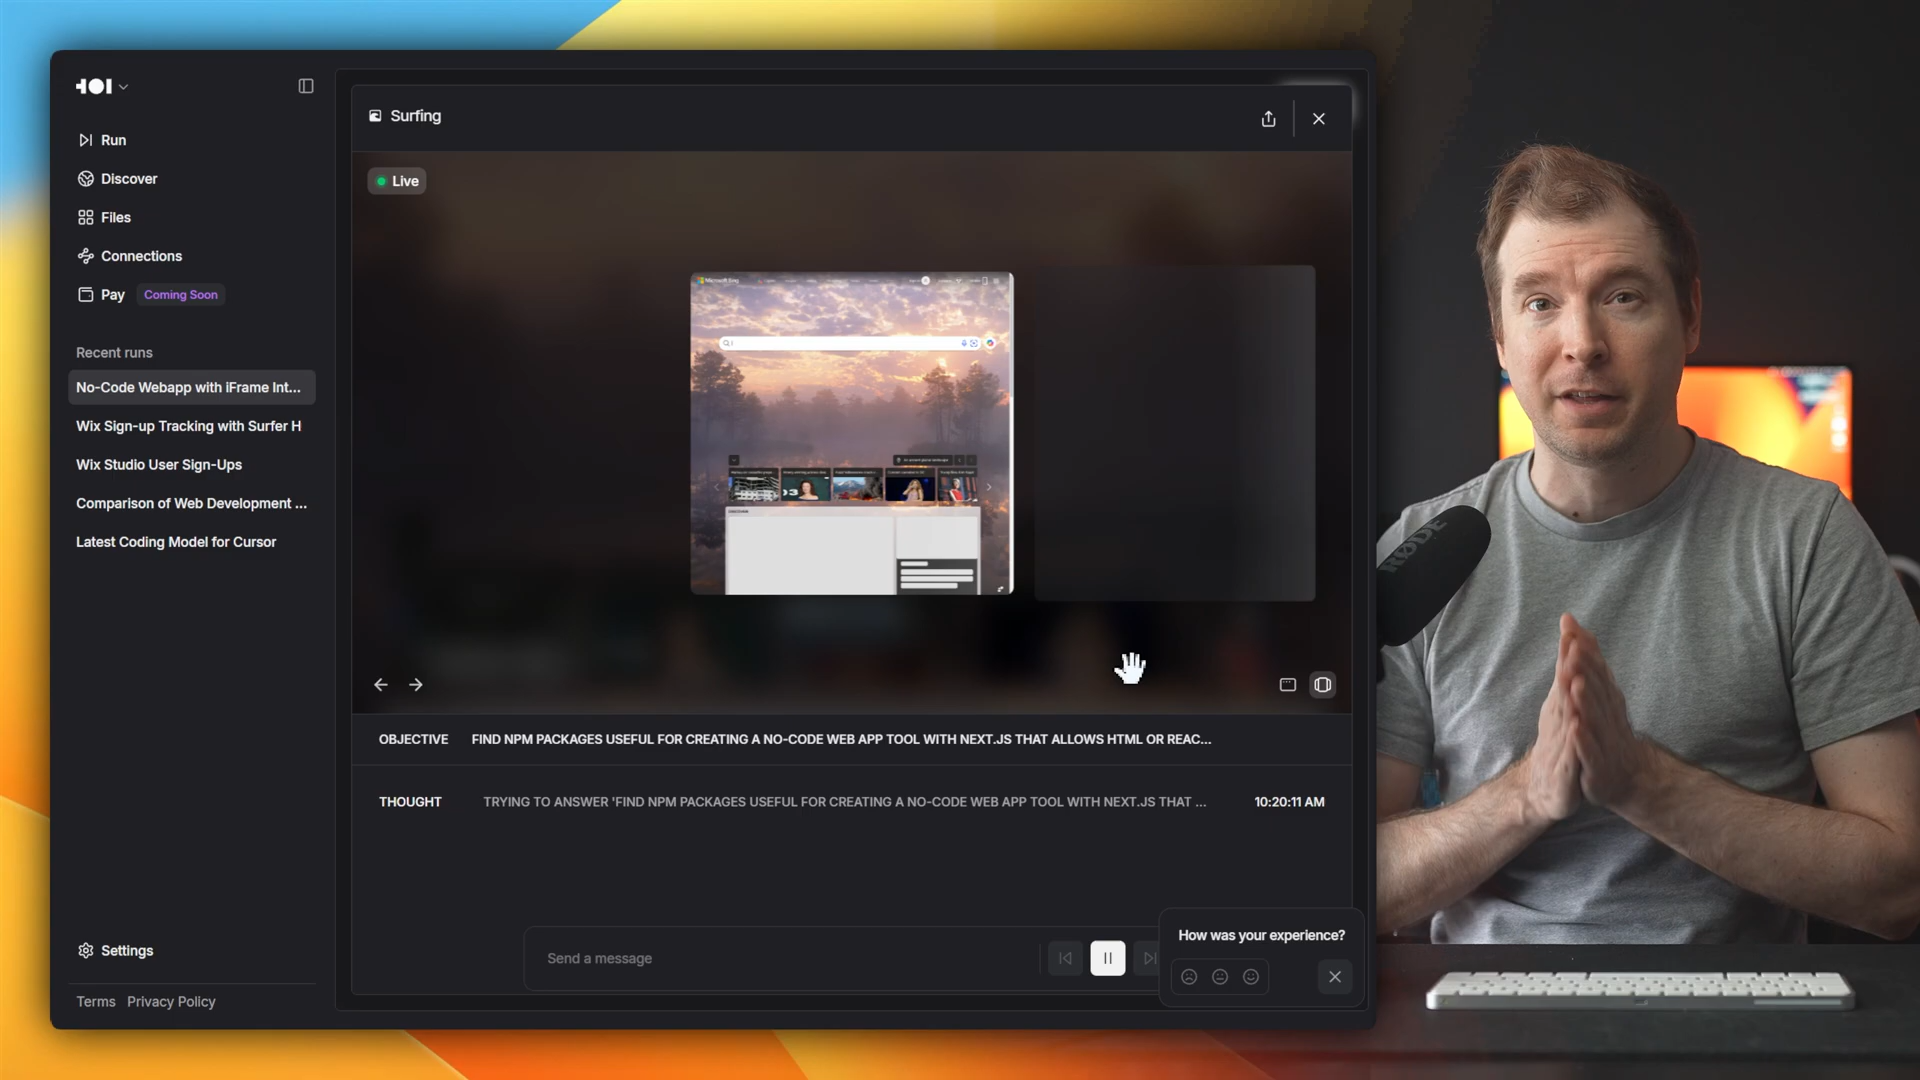 Run
Discover
Files
Connections
Pay
Coming Soon
Recent runs
No-Code Webapp with iFrame Int...
Wix Sign-up Tracking with Surfer H
Wix Studio User Sign-Ups
Comparison of Web Development ...
Latest Coding Model for Cursor
Settings
Terms Privacy Policy
Surfing
Live
Microsoft Bing
OBJECTIVE FIND NPM PACKAGES USEFUL FOR CREATING A NO-CODE WEB APP TOOL WITH NEXT.JS THAT ALLOWS HTML OR REAC...
THOUGHT TRYING TO ANSWER 'FIND NPM PACKAGES USEFUL FOR CREATING A NO-CODE WEB APP TOOL WITH NEXT.JS THAT ... 10:20:11 AM
Send a message
How was your experience?
RØDE